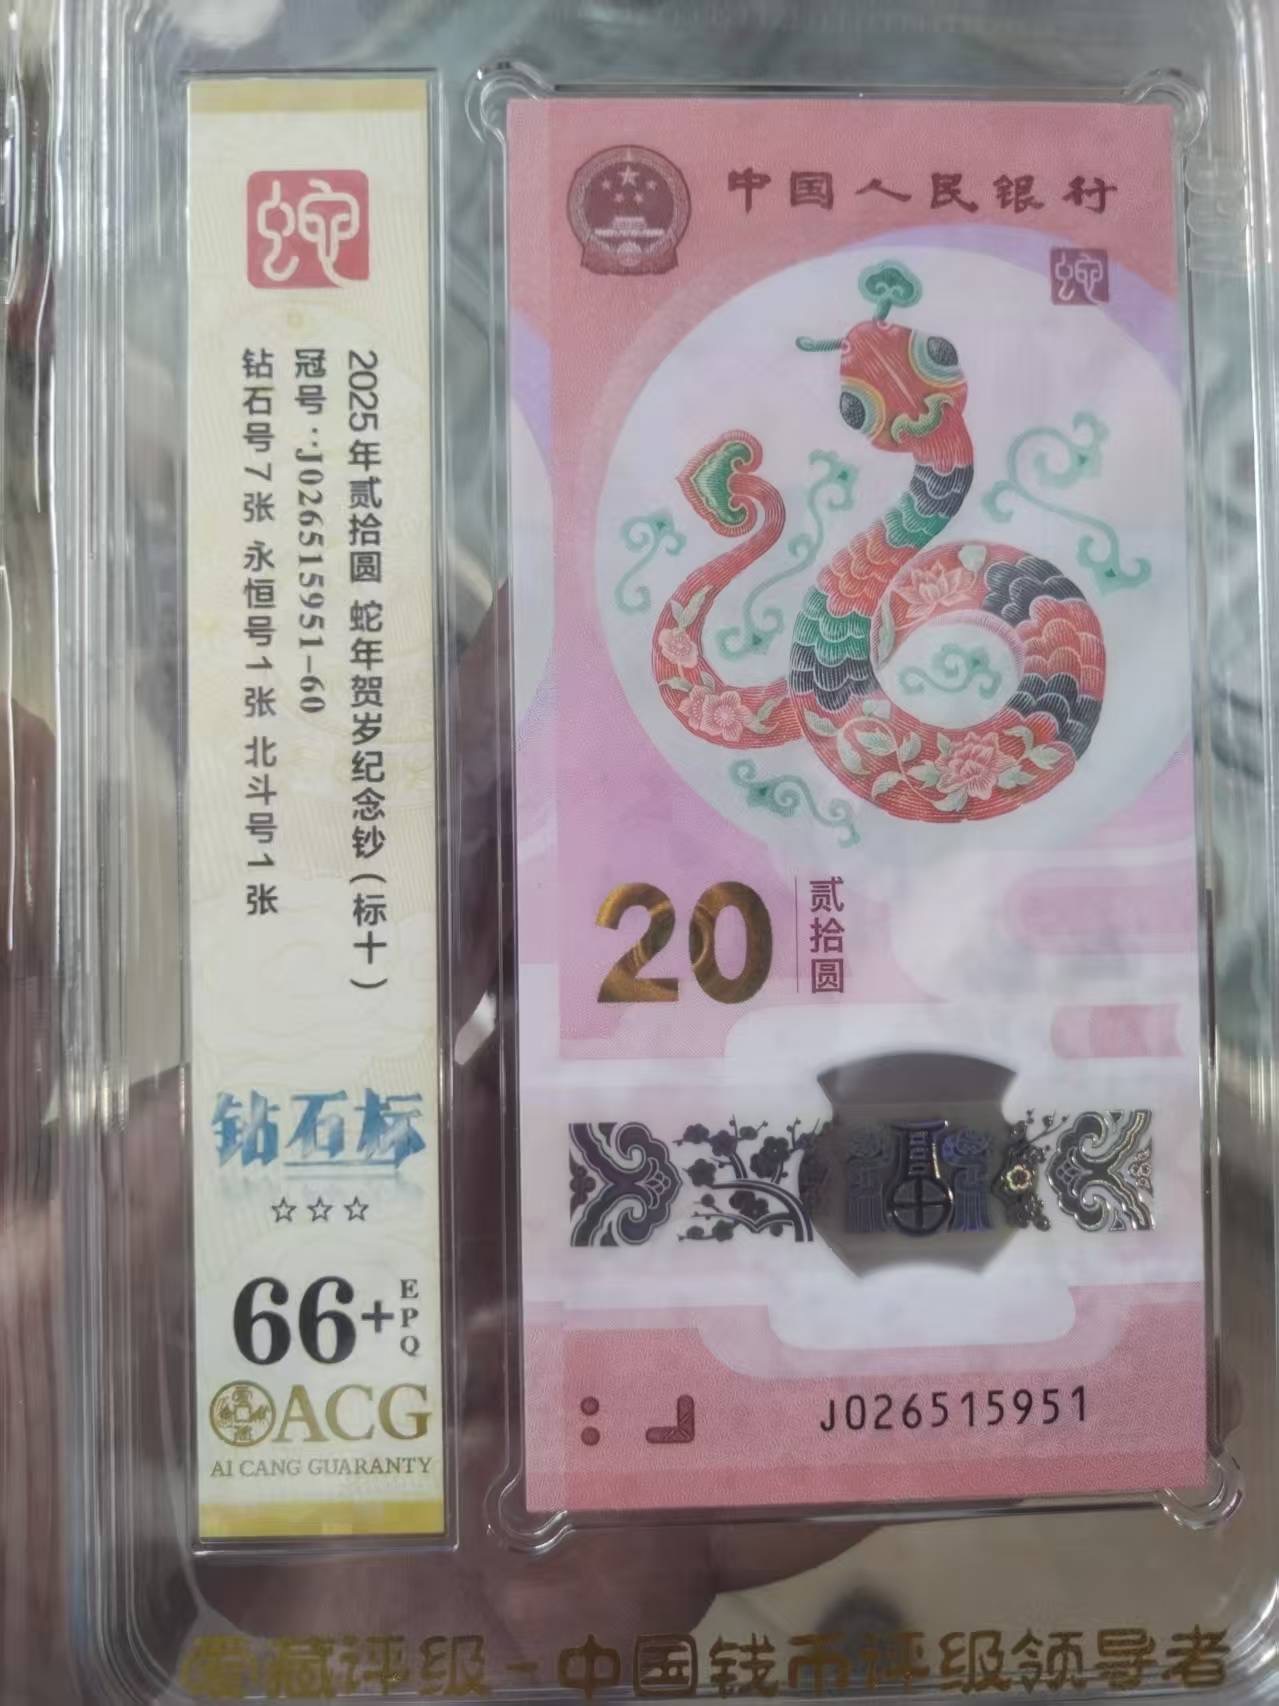 蛇
2025年贰拾圆 蛇年贺岁纪念钞(标十)
冠号:J026515951-60
钻石号7张 永恒号1张 北斗号1张
钻石标
☆☆☆
66+ EPQ
ACG
AI CANG GUARANTY
中国人民银行
蛇
20 贰拾圆
J026515951
爱藏评级-中国钱币评级领导者